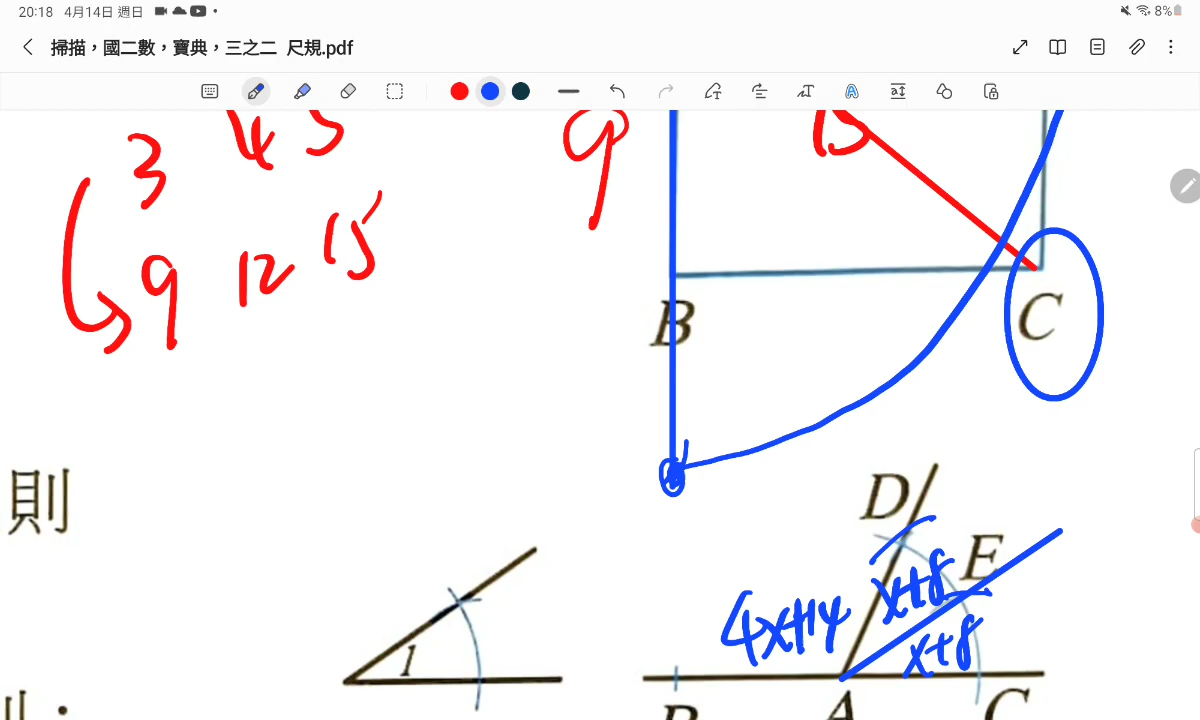 20:18 4月14日 週日 8%
掃描，國二數，寶典，三之二 尺規.pdf
3 4 5
9 15
9 12 15
B C
則
D
E
4x+14 x+8
x+8
1
A C